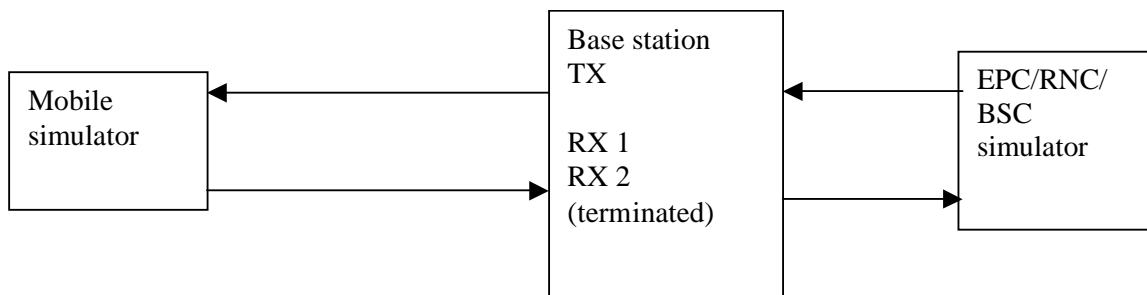 Mobile
simulator
Base station
TX
RX 1
RX 2
(terminated)
EPC/RNC/
BSC
simulator